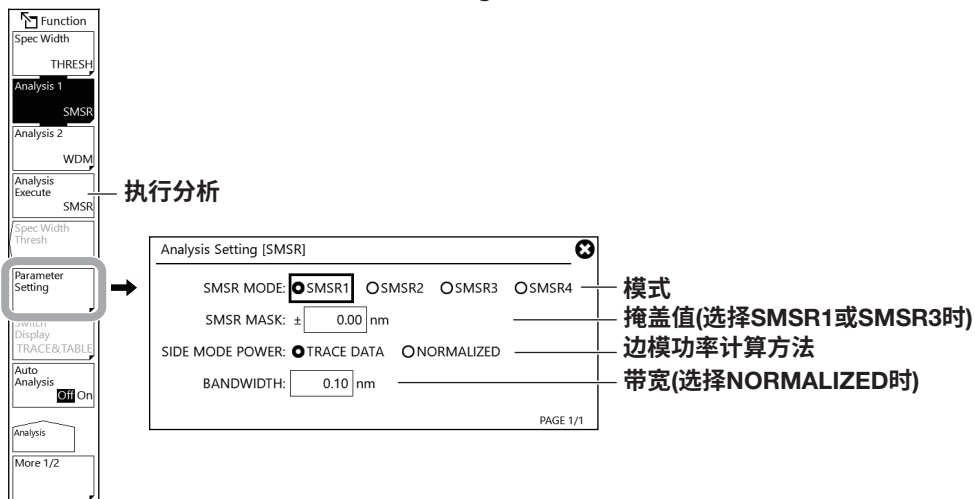 Function
Spec Width
THRESH
Analysis 1
SMSR
Analysis 2
WDM
Analysis
Execute
SMSR
执行分析
Spec Width
Thresh
Parameter
Setting
Switch
Display
TRACE&TABLE
Auto
Analysis
Off On
Analysis
More 1/2
Analysis Setting [SMSR]
SMSR MODE: SMSR1 SMSR2 SMSR3 SMSR4
模式
SMSR MASK: ± 0.00 nm
掩盖值(选择SMSR1或SMSR3时)
SIDE MODE POWER: TRACE DATA NORMALIZED
边模功率计算方法
BANDWIDTH: 0.10 nm
带宽(选择NORMALIZED时)
PAGE 1/1